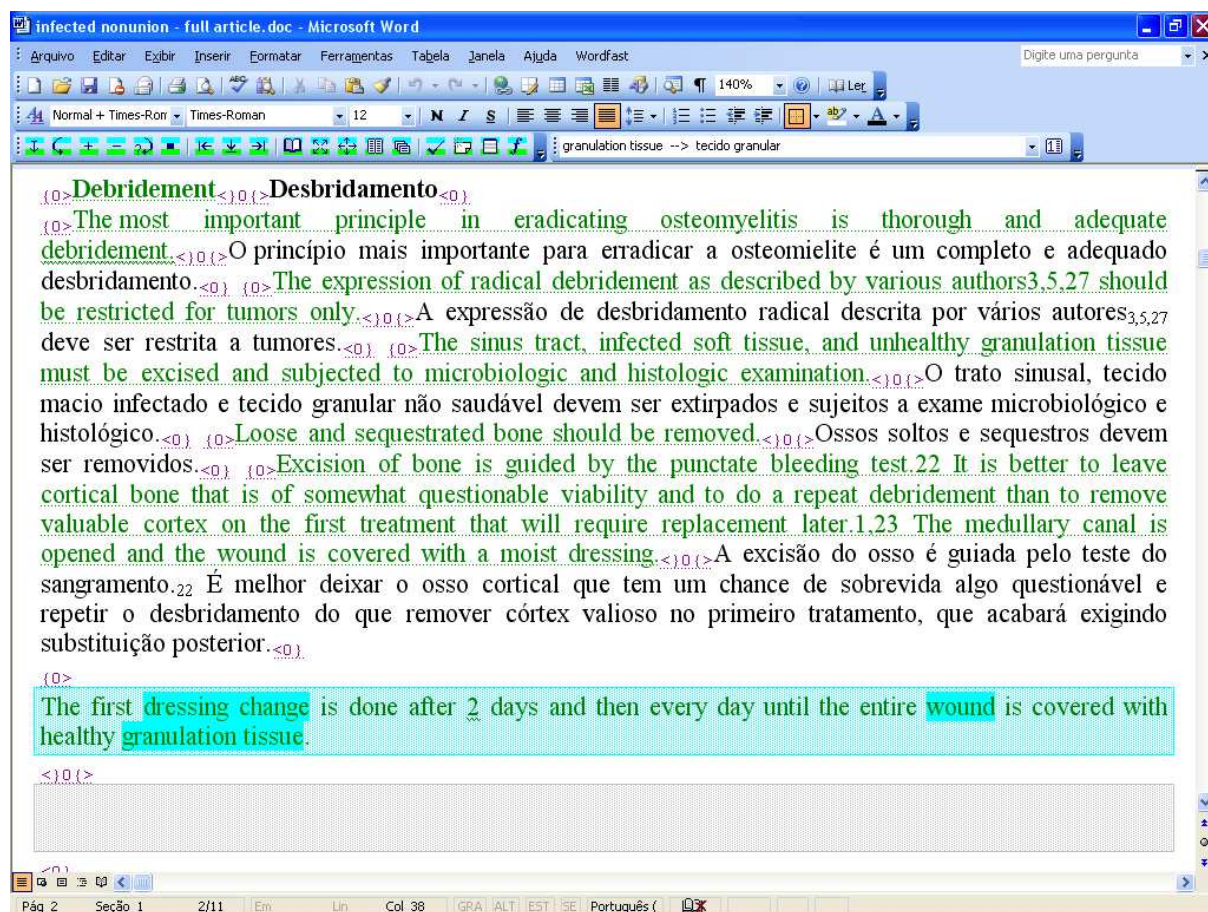 infected nonunion - full article.doc - Microsoft Word
Arquivo Editar Exibir Inserir Formatar Ferramentas Tabela Janela Ajuda Wordfast Digite uma pergunta
140% Ler
Normal + Times-Ron Times-Roman 12 N I S
granulation tissue --> tecido granular
{0>Debridement<}0{>Desbridamento<0}
{0>The most important principle in eradicating osteomyelitis is thorough and adequate
debridement.<}0{>O princípio mais importante para erradicar a osteomielite é um completo e adequado
desbridamento.<0} {0>The expression of radical debridement as described by various authors3,5,27 should
be restricted for tumors only.<}0{>A expressão de desbridamento radical descrita por vários autores3,5,27
deve ser restrita a tumores.<0} {0>The sinus tract, infected soft tissue, and unhealthy granulation tissue
must be excised and subjected to microbiologic and histologic examination.<}0{>O trato sinusal, tecido
macio infectado e tecido granular não saudável devem ser extirpados e sujeitos a exame microbiológico e
histológico.<0} {0>Loose and sequestrated bone should be removed.<}0{>Ossos soltos e sequestros devem
ser removidos.<0} {0>Excision of bone is guided by the punctate bleeding test.22 It is better to leave
cortical bone that is of somewhat questionable viability and to do a repeat debridement than to remove
valuable cortex on the first treatment that will require replacement later.1,23 The medullary canal is
opened and the wound is covered with a moist dressing.<}0{>A excisão do osso é guiada pelo teste do
sangramento.22 É melhor deixar o osso cortical que tem um chance de sobrevida algo questionável e
repetir o desbridamento do que remover córtex valioso no primeiro tratamento, que acabará exigindo
substituição posterior.<0}
{0>
The first dressing change is done after 2 days and then every day until the entire wound is covered with
healthy granulation tissue.
<}0{>
<0}
Pág 2 Seção 1 2/11 Em Lin Col 38 GRA ALT EST SE Português (